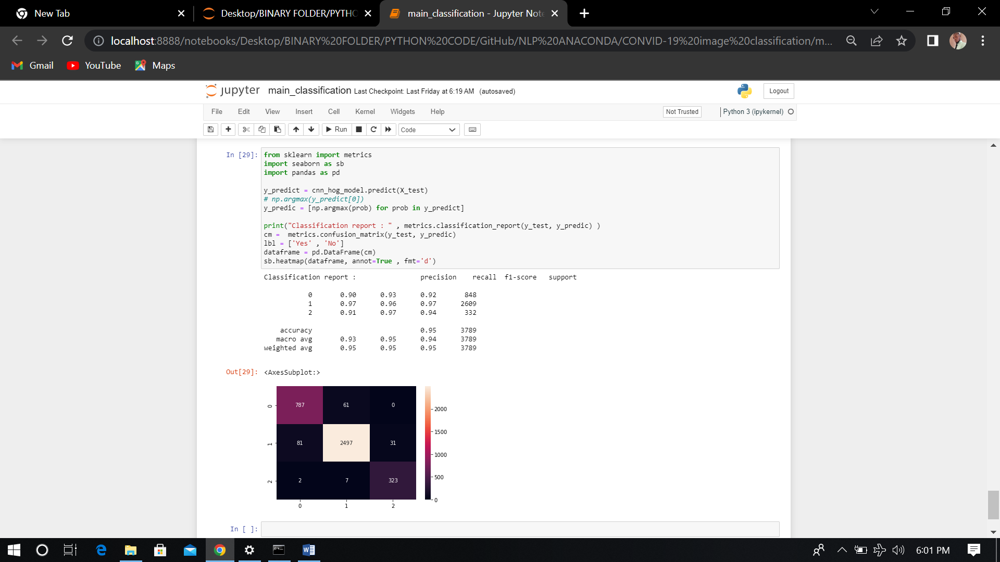 New Tab
Desktop/BINARY FOLDER/PYTHO
main_classification - Jupyter Note
localhost:8888/notebooks/Desktop/BINARY%20FOLDER/PYTHON%20CODE/GitHub/NLP%20ANACONDA/CONVID-19%20image%20classification/m...
Gmail YouTube Maps
jupyter main_classification Last Checkpoint: Last Friday at 6:19 AM (autosaved) Logout
File Edit View Insert Cell Kernel Widgets Help Not Trusted Python 3 (ipykernel)
Run Code
In [29]: from sklearn import metrics
import seaborn as sb
import pandas as pd
y_predict = cnn_hog_model.predict(X_test)
# np.argmax(y_predict[0])
y_predic = [np.argmax(prob) for prob in y_predict]
print("Classification report : " , metrics.classification_report(y_test, y_predic) )
cm =  metrics.confusion_matrix(y_test, y_predic)
lbl = ['Yes' , 'No']
dataframe = pd.DataFrame(cm)
sb.heatmap(dataframe, annot=True , fmt='d')
Classification report : precision recall f1-score support
0 0.90 0.93 0.92 848
1 0.97 0.96 0.97 2609
2 0.91 0.97 0.94 332
accuracy 0.95 3789
macro avg 0.93 0.95 0.94 3789
weighted avg 0.95 0.95 0.95 3789
Out[29]: <AxesSubplot:>
0 787 61 0
1 81 2497 31
2 2 7 323
0 1 2
2000
1500
1000
500
0
In [ ]:
6:01 PM